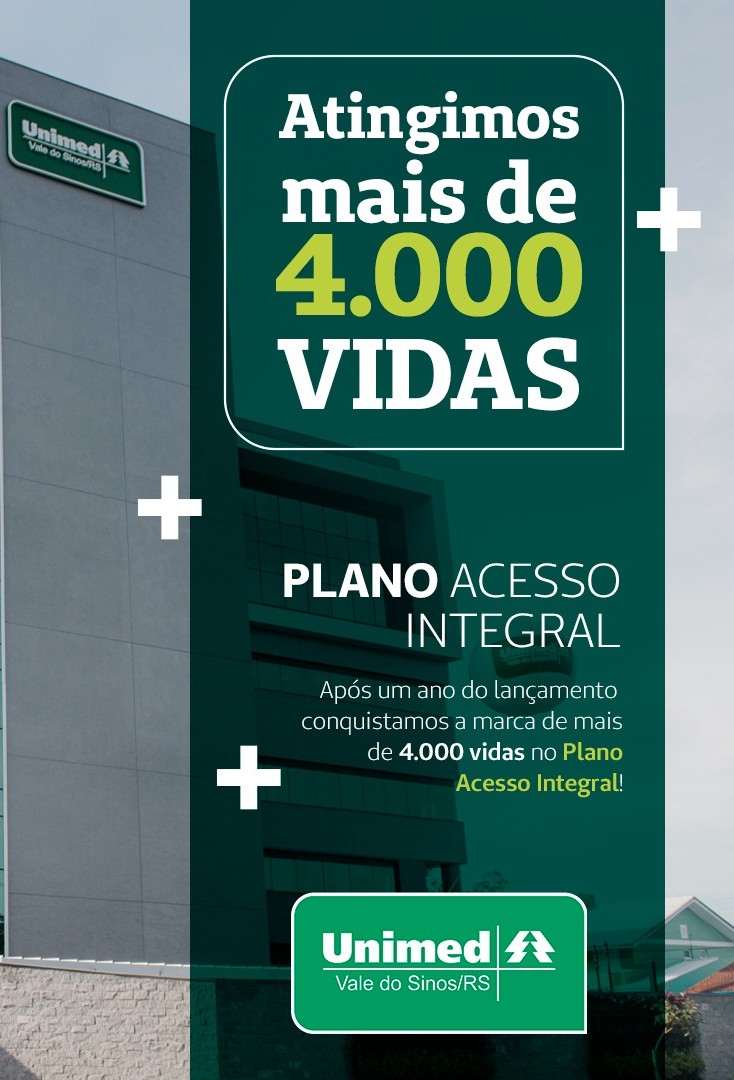 Unimed
Vale do Sinos/RS
Atingimos
mais de
4.000
VIDAS
PLANO ACESSO
INTEGRAL
Após um ano do lançamento
conquistamos a marca de mais
de 4.000 vidas no Plano
Acesso Integral!
Unimed
Vale do Sinos/RS